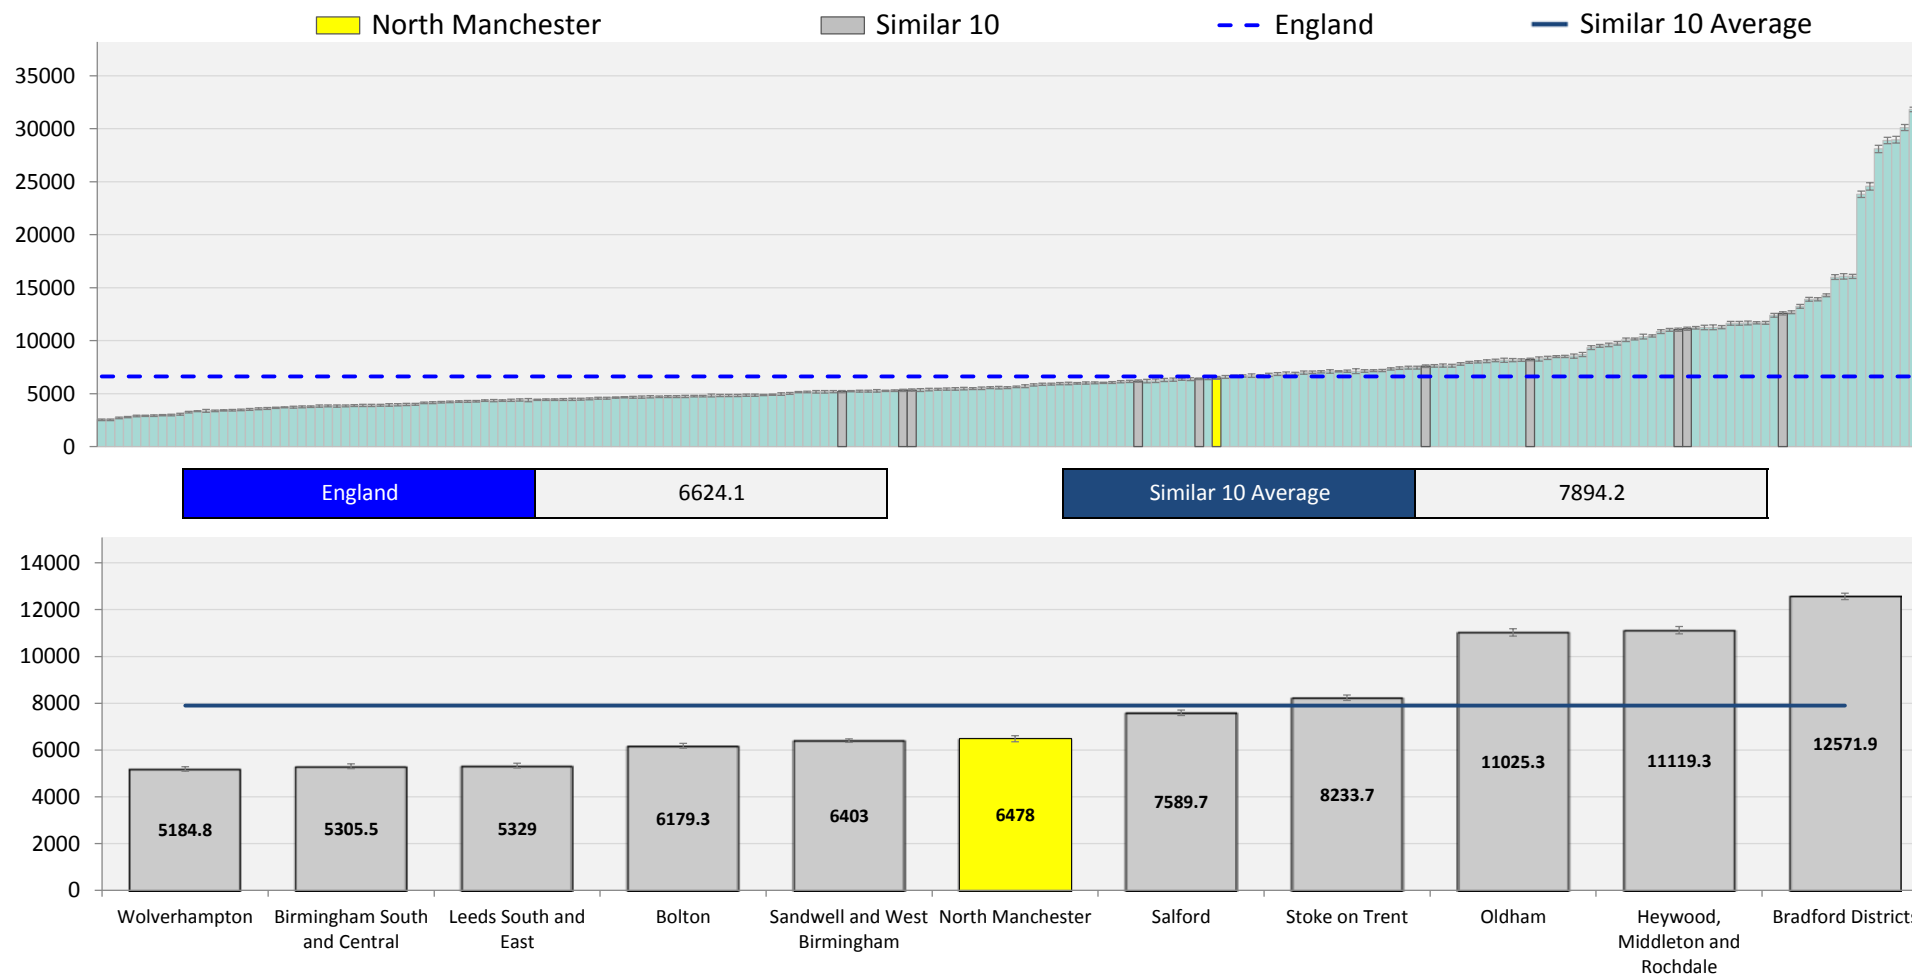 North Manchester
Similar 10
England
Similar 10 Average
35000
30000
25000
20000
15000
10000
5000
0
England
6624.1
Similar 10 Average
7894.2
14000
12000
10000
8000
6000
4000
2000
0
5184.8
5305.5
5329
6179.3
6403
6478
7589.7
8233.7
11025.3
11119.3
12571.9
Wolverhampton
Birmingham South
and Central
Leeds South and
East
Bolton
Sandwell and West
Birmingham
North Manchester
Salford
Stoke on Trent
Oldham
Heywood,
Middleton and
Rochdale
Bradford Districts